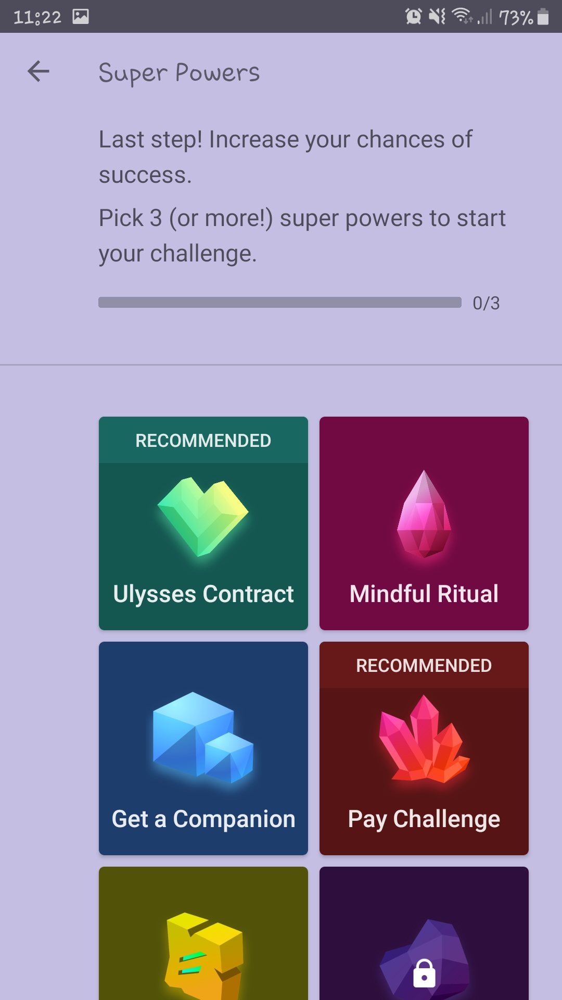 11:22
73%
Super Powers
Last step! Increase your chances of
success.
Pick 3 (or more!) super powers to start
your challenge.
0/3
RECOMMENDED
Ulysses Contract
Mindful Ritual
Get a Companion
RECOMMENDED
Pay Challenge